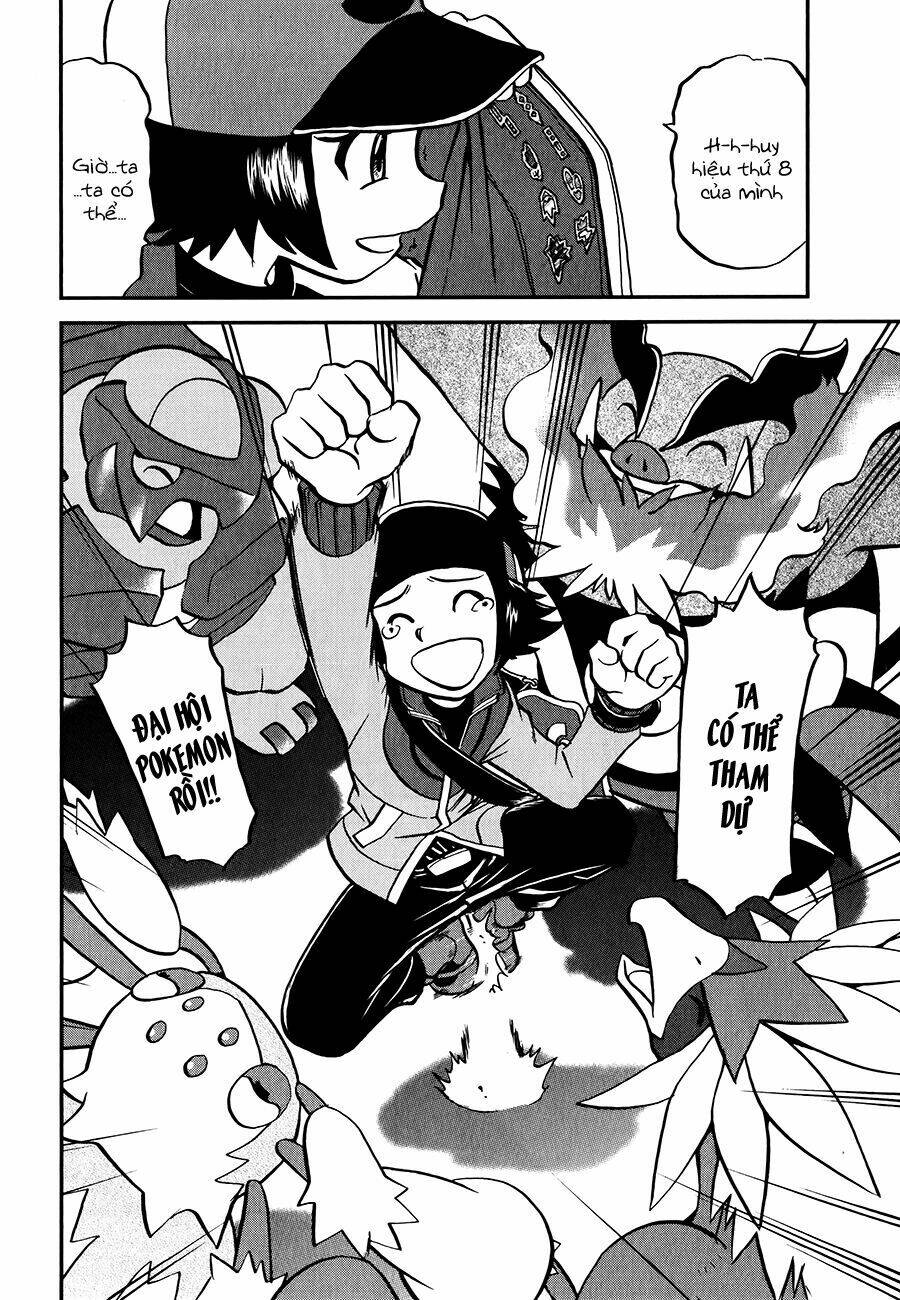 H-h-huy
hiệu thứ 8
của mình
Giờ...ta
...ta có
thể...
TA
CÓ THỂ
THAM
DỰ
ĐẠI HỘI
POKEMON
RỒI!!